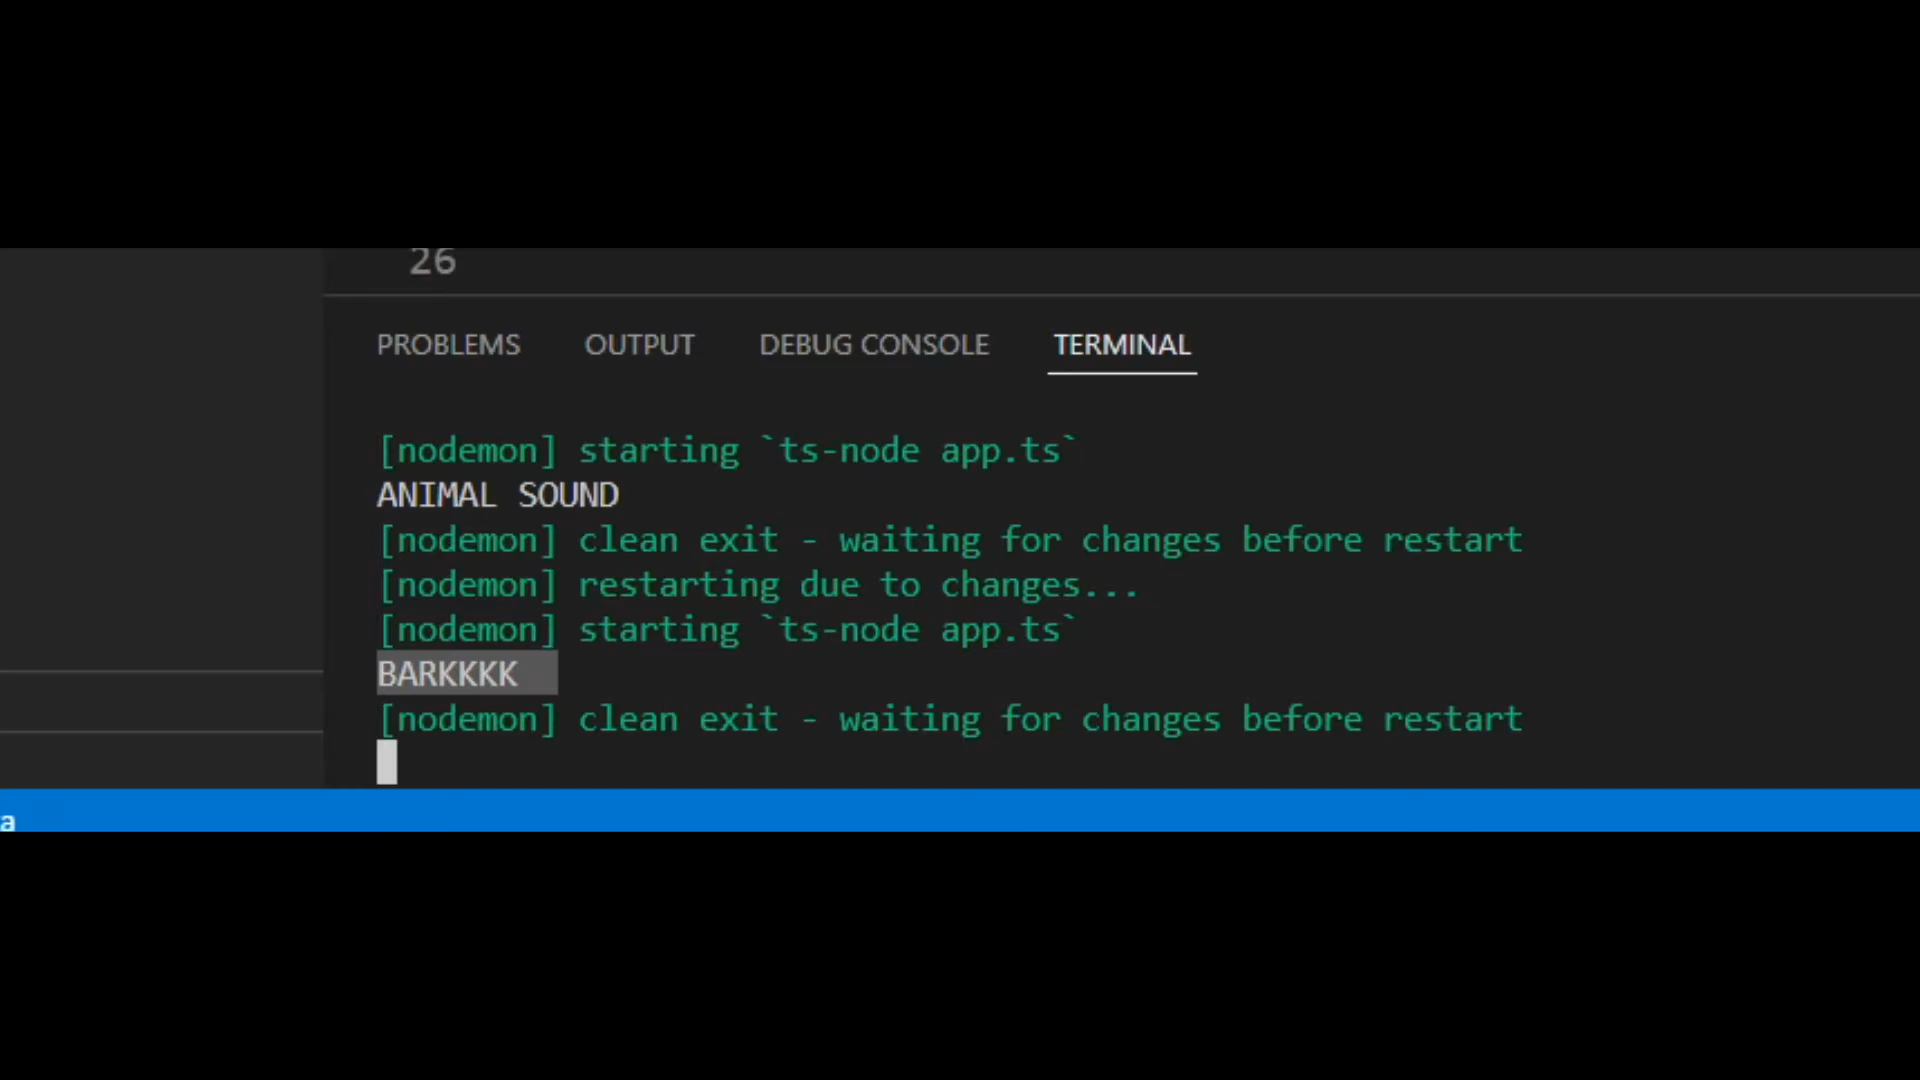 26
PROBLEMS OUTPUT DEBUG CONSOLE TERMINAL
[nodemon] starting `ts-node app.ts`
ANIMAL SOUND
[nodemon] clean exit - waiting for changes before restart
[nodemon] restarting due to changes...
[nodemon] starting `ts-node app.ts`
BARKKKK
[nodemon] clean exit - waiting for changes before restart
a